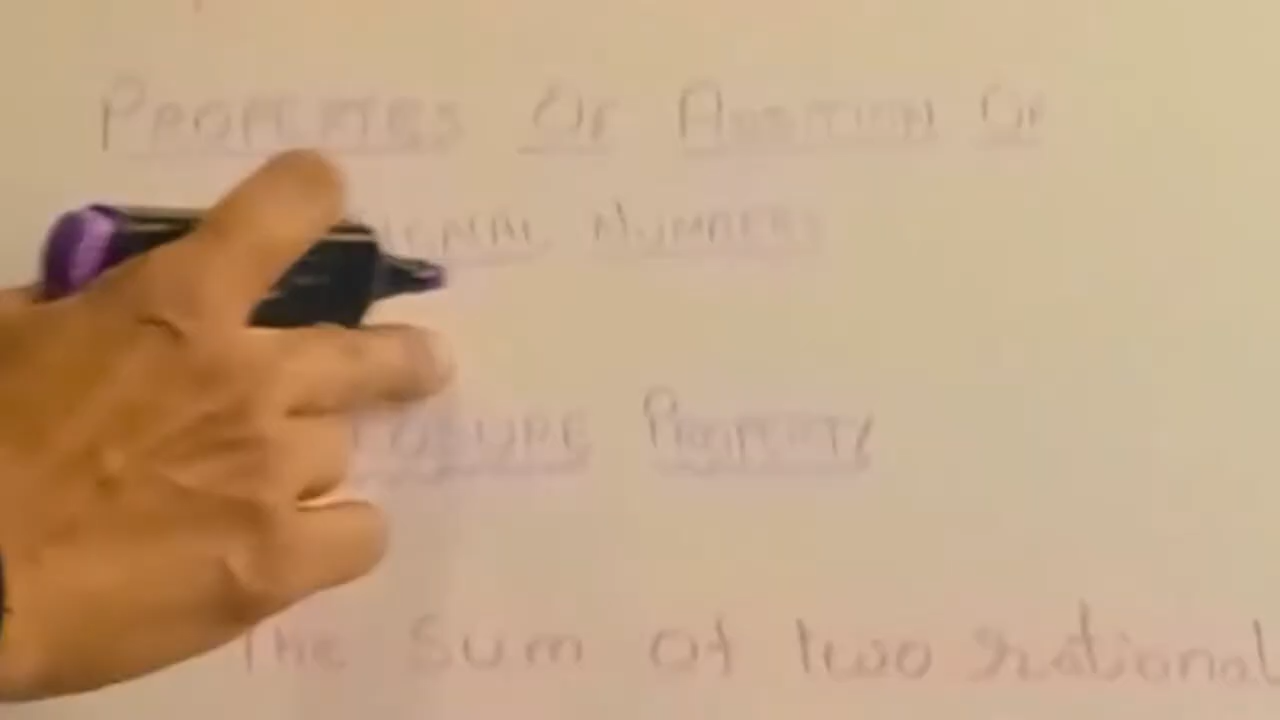 PROPERTIES OF ADDITION OF
NUMBERS
PROPERTY
The Sum of two rational